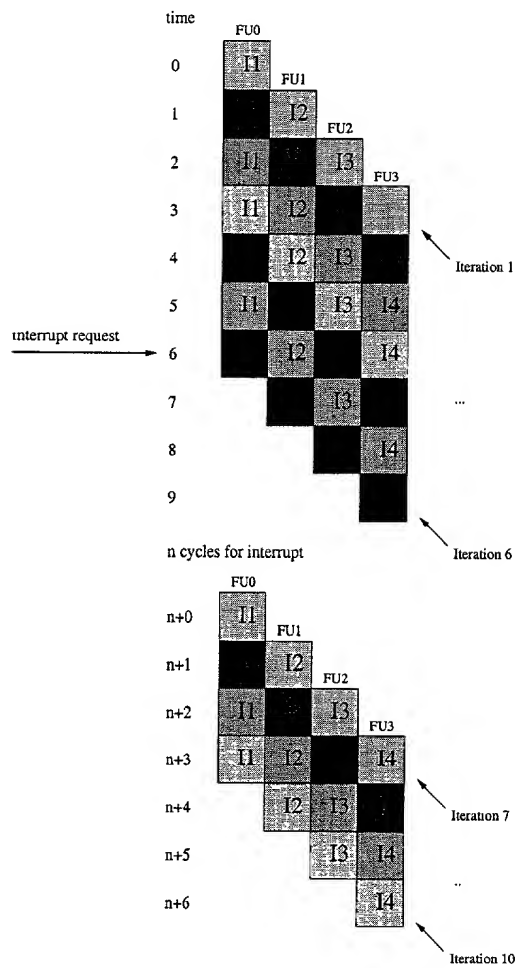 time
FU0
0 I1
FU1
1 I2
FU2
2 I1 I3
FU3
3 I1 I2
4 I2 I3
Iteration 1
5 I1 I3 I4
interrupt request
6 I2 I4
7 I3 ...
8 I4
9
Iteration 6
n cycles for interrupt
FU0
n+0 I1
FU1
n+1 I2
FU2
n+2 I1 I3
FU3
n+3 I1 I2 I4
n+4 I2 I3
Iteration 7
n+5 I3 I4 ..
n+6 I4
Iteration 10